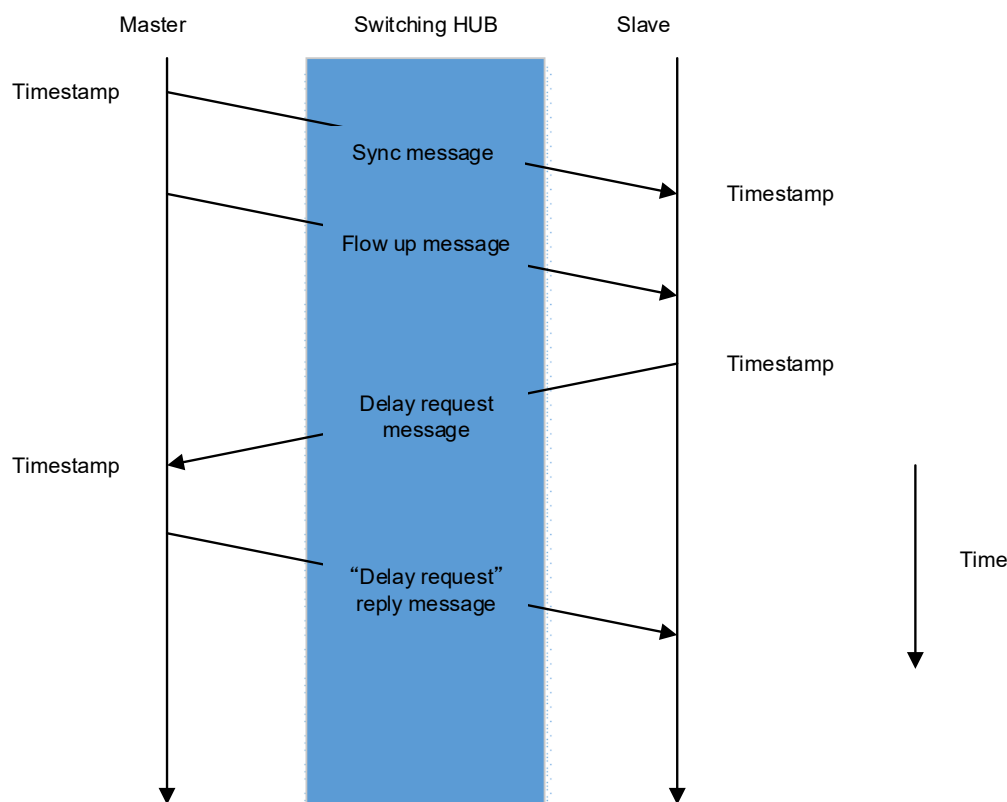 Master
Switching HUB
Slave
Timestamp
Sync message
Timestamp
Flow up message
Timestamp
Delay request
message
Timestamp
Time
“Delay request”
reply message